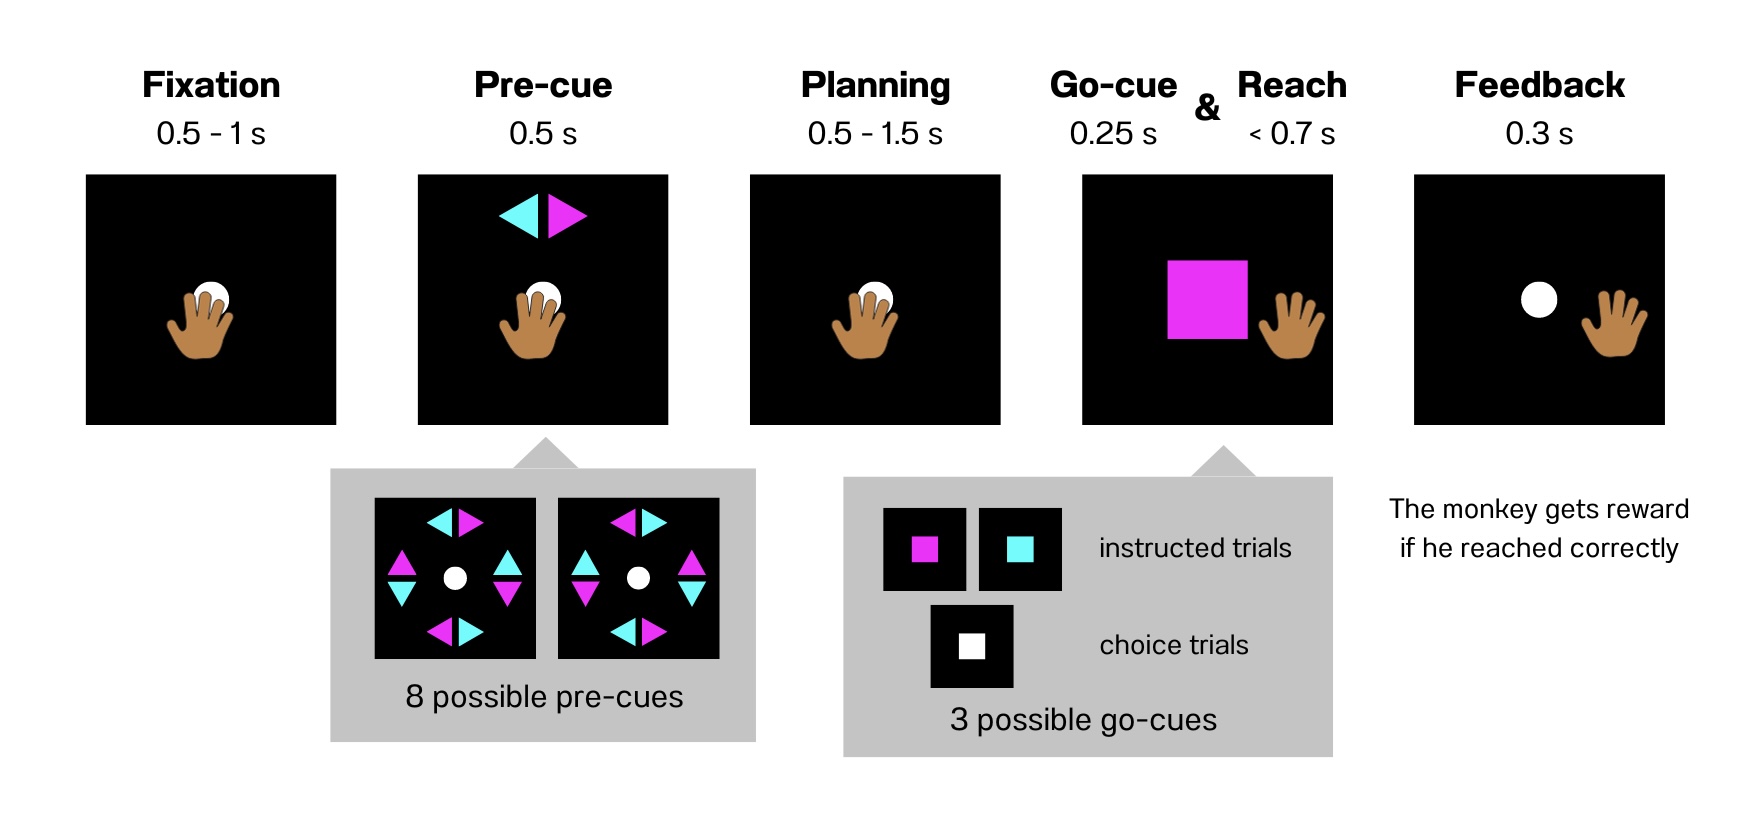 Fixation
0.5 - 1 s
Pre-cue
0.5 s
Planning
0.5 - 1.5 s
Go-cue & Reach
0.25 s < 0.7 s
Feedback
0.3 s
8 possible pre-cues
instructed trials
choice trials
3 possible go-cues
The monkey gets reward
if he reached correctly